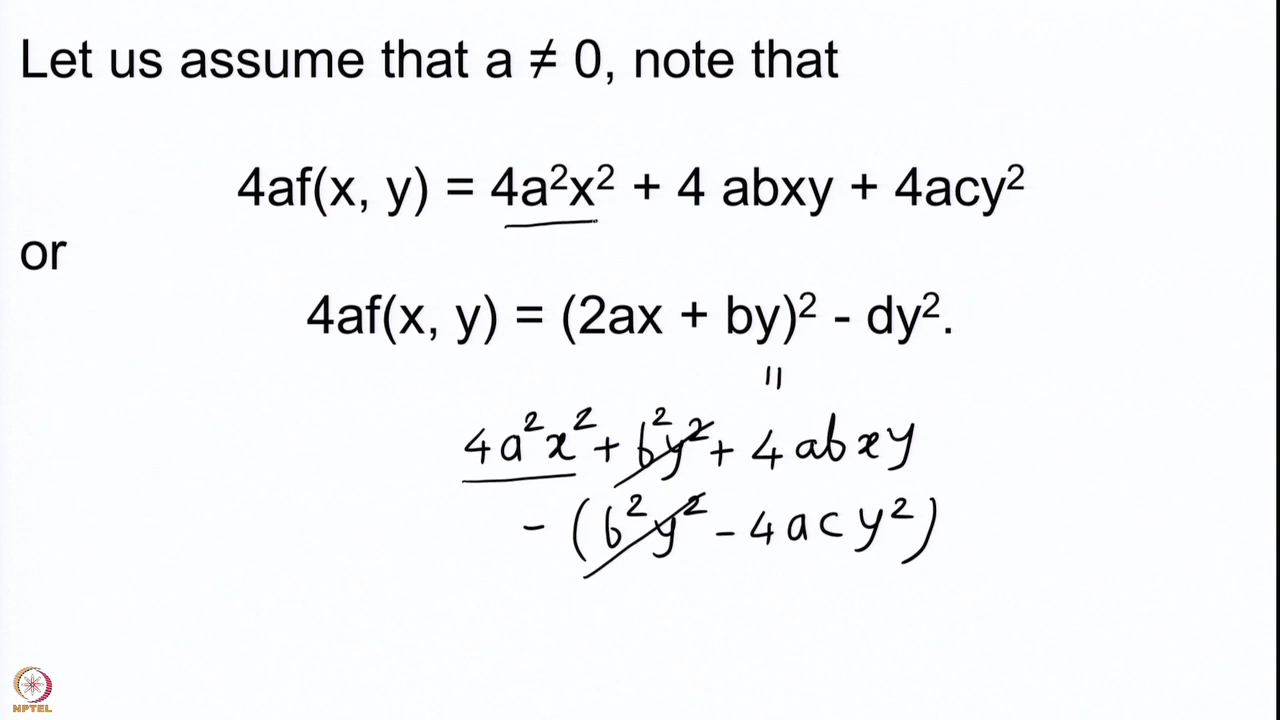 Let us assume that a ≠ 0, note that
4af(x, y) = 4a²x² + 4 abxy + 4acy²
or
4af(x, y) = (2ax + by)² - dy².
=
4a²x² + b²y² + 4abxy
- (b²y² - 4acy²)
NPTEL